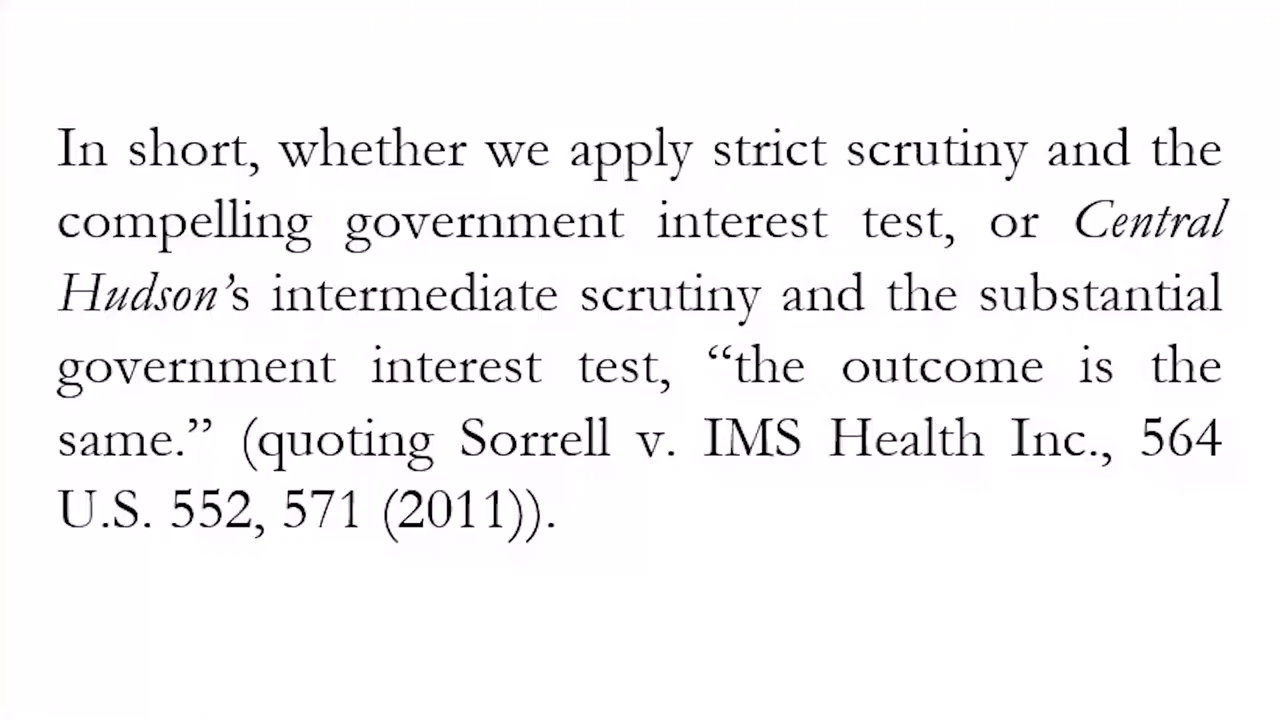 In short, whether we apply strict scrutiny and the
compelling government interest test, or Central
Hudson’s intermediate scrutiny and the substantial
government interest test, “the outcome is the
same.” (quoting Sorrell v. IMS Health Inc., 564
U.S. 552, 571 (2011)).